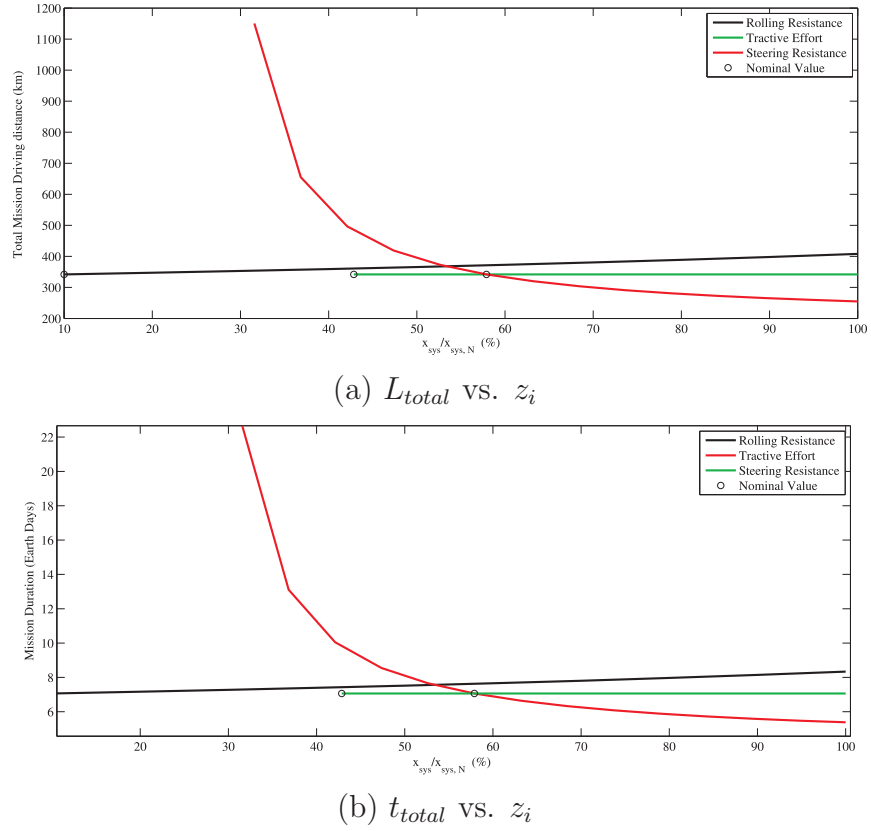 1200
1100
1000
900
800
700
600
500
400
300
200
Total Mission Driving distance (km)
Rolling Resistance
Tractive Effort
Steering Resistance
Nominal Value
10 20 30 40 50 60 70 80 90 100
x_sys/x_sys, N (%)
(a) L_total vs. z_i
22
20
18
16
14
12
10
8
6
Mission Duration (Earth Days)
Rolling Resistance
Tractive Effort
Steering Resistance
Nominal Value
20 30 40 50 60 70 80 90 100
x_sys/x_sys, N (%)
(b) t_total vs. z_i